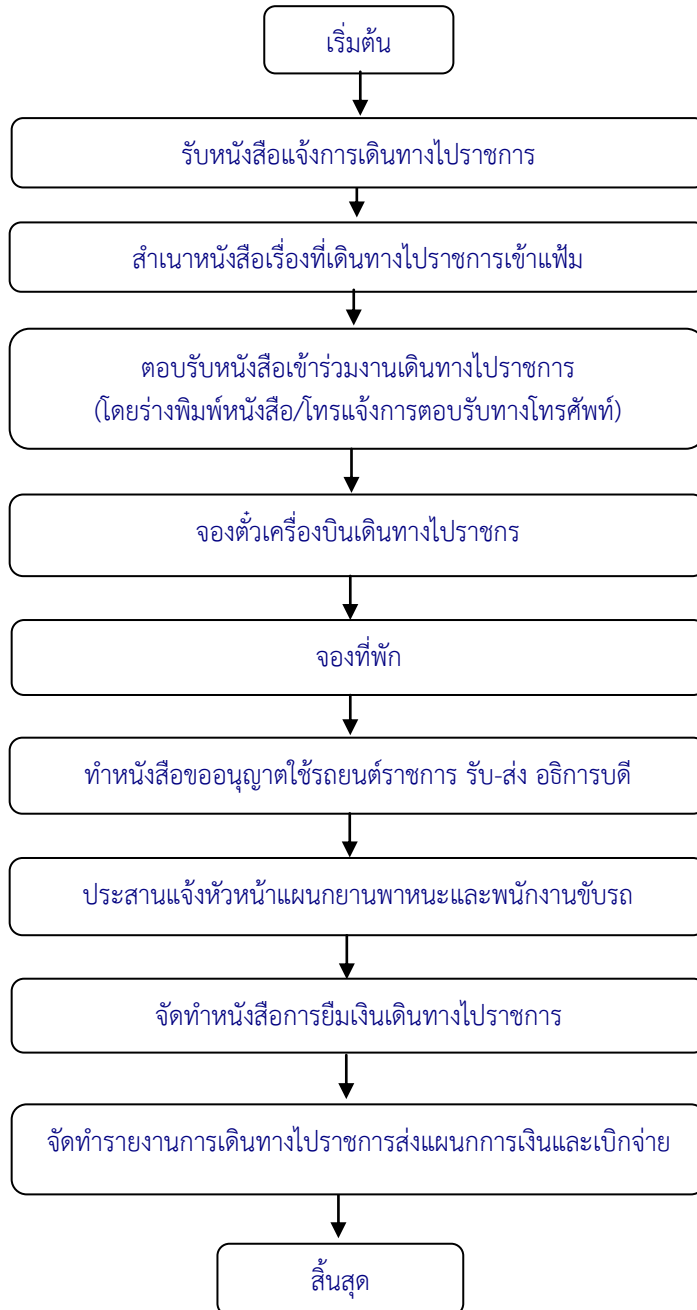 เริ่มต้น
รับหนังสือแจ้งการเดินทางไปราชการ
สำเนาหนังสือเรื่องที่เดินทางไปราชการเข้าแฟ้ม
ตอบรับหนังสือเข้าร่วมงานเดินทางไปราชการ
(โดยร่างพิมพ์หนังสือ/โทรแจ้งการตอบรับทางโทรศัพท์)
จองตั๋วเครื่องบินเดินทางไปราชกร
จองที่พัก
ทำหนังสือขออนุญาตใช้รถยนต์ราชการ รับ-ส่ง อธิการบดี
ประสานแจ้งหัวหน้าแผนกยานพาหนะและพนักงานขับรถ
จัดทำหนังสือการยืมเงินเดินทางไปราชการ
จัดทำรายงานการเดินทางไปราชการส่งแผนกการเงินและเบิกจ่าย
สิ้นสุด